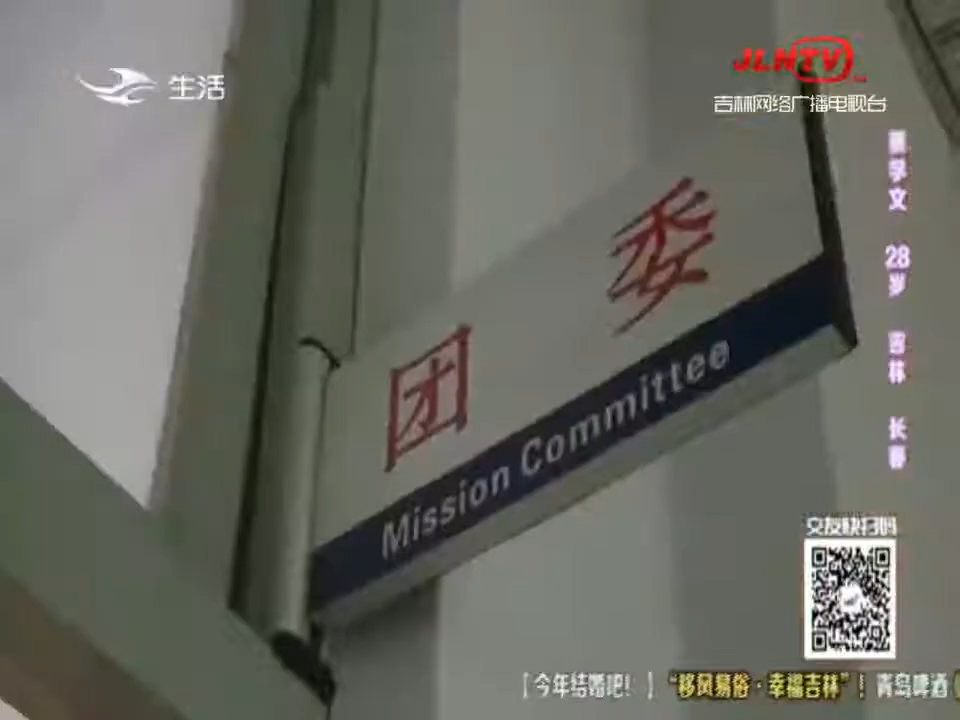 生活
JLNTV
吉林网络广播电视台
团委
Mission Committee
28岁 吉林 长春
交友快扫码
【今年结婚吧！】“移风易俗·幸福吉林”！青岛啤酒